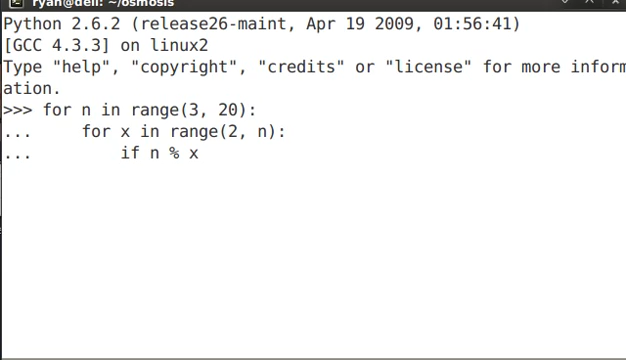 ryan@dell: ~/osmosis
Python 2.6.2 (release26-maint, Apr 19 2009, 01:56:41)
[GCC 4.3.3] on linux2
Type "help", "copyright", "credits" or "license" for more inform
ation.
>>> for n in range(3, 20):
...     for x in range(2, n):
...         if n % x